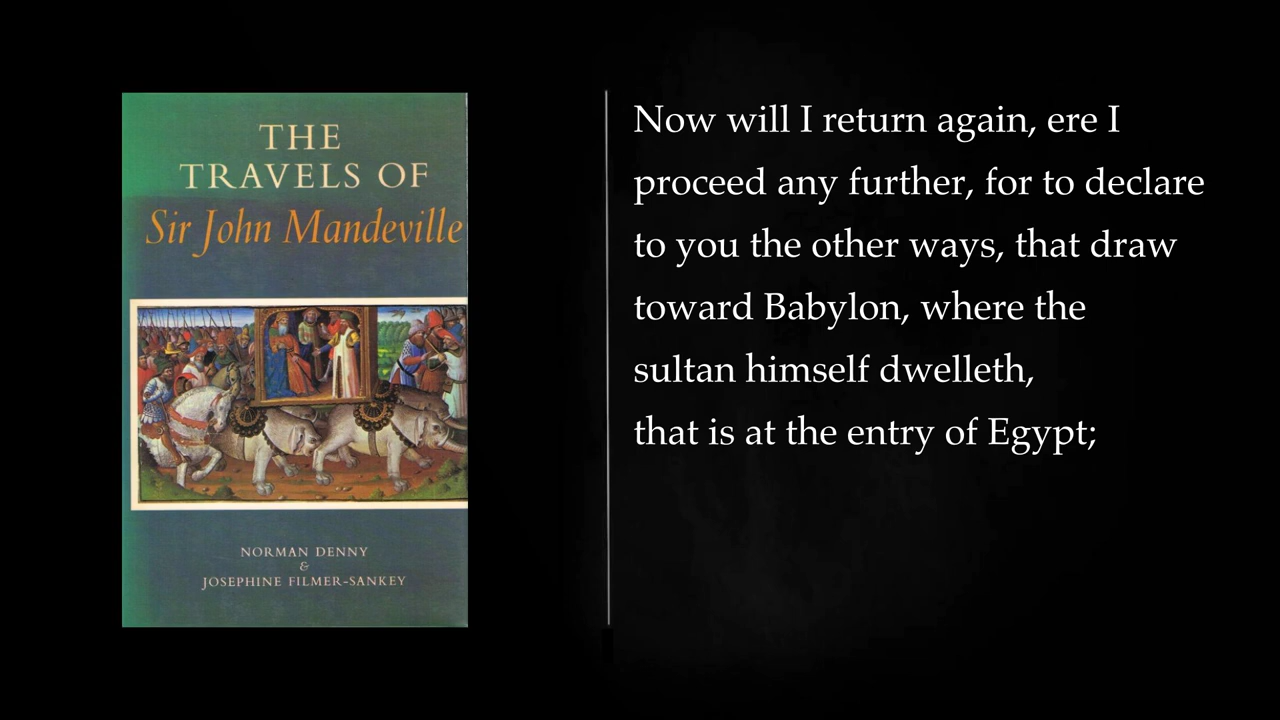 THE
TRAVELS OF
Sir John Mandeville
NORMAN DENNY
&
JOSEPHINE FILMER-SANKEY
Now will I return again, ere I
proceed any further, for to declare
to you the other ways, that draw
toward Babylon, where the
sultan himself dwelleth,
that is at the entry of Egypt;